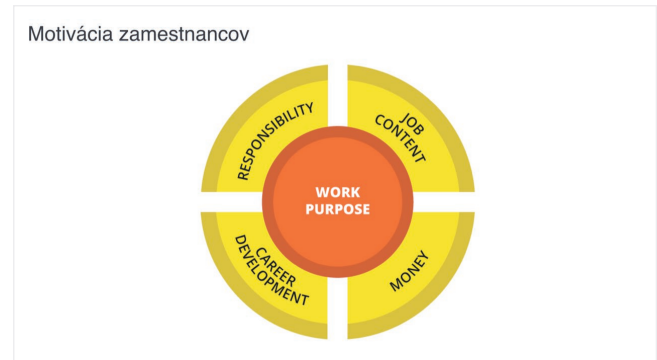 Motivácia zamestnancov
RESPONSIBILITY
JOB
CONTENT
WORK
PURPOSE
CAREER
DEVELOPMENT
MONEY